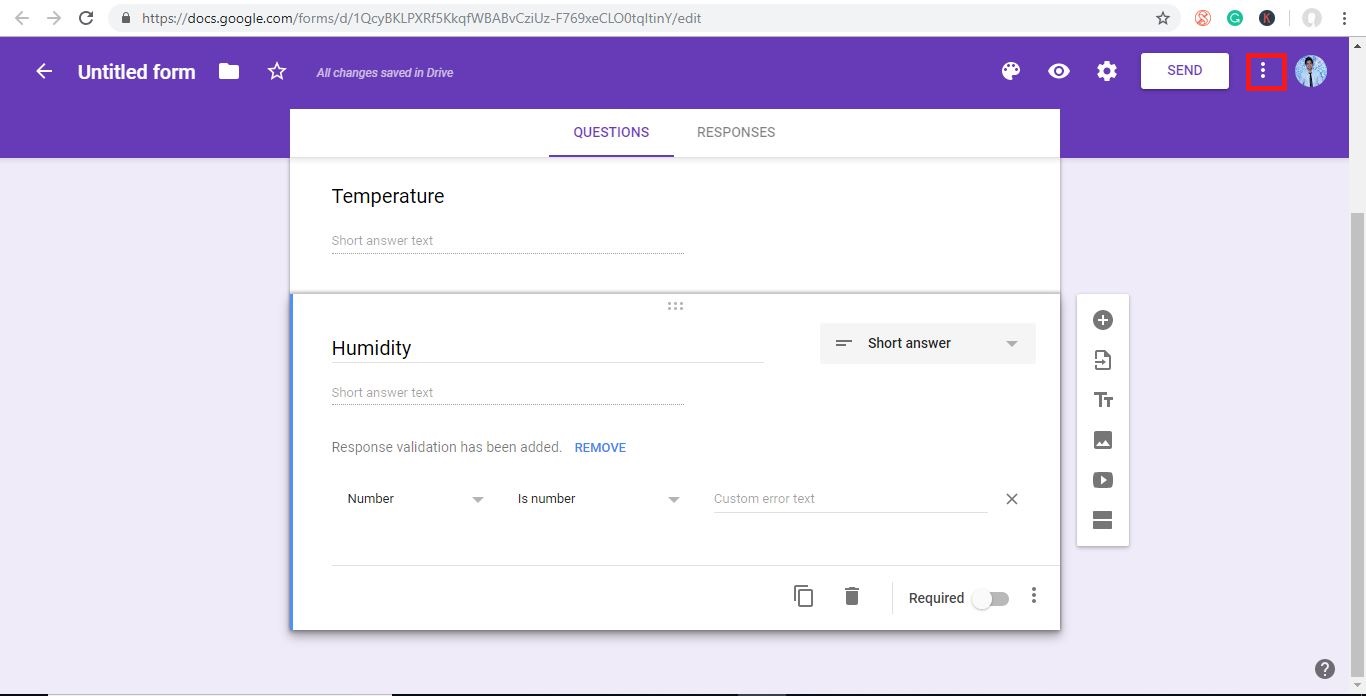 https://docs.google.com/forms/d/1QcyBKLPXRf5KkqfWBABvCziUz-F769xeCLO0tqItinY/edit
Untitled form
All changes saved in Drive
SEND
QUESTIONS RESPONSES
Temperature
Short answer text
Humidity
Short answer
Short answer text
Response validation has been added. REMOVE
Number Is number Custom error text
Required